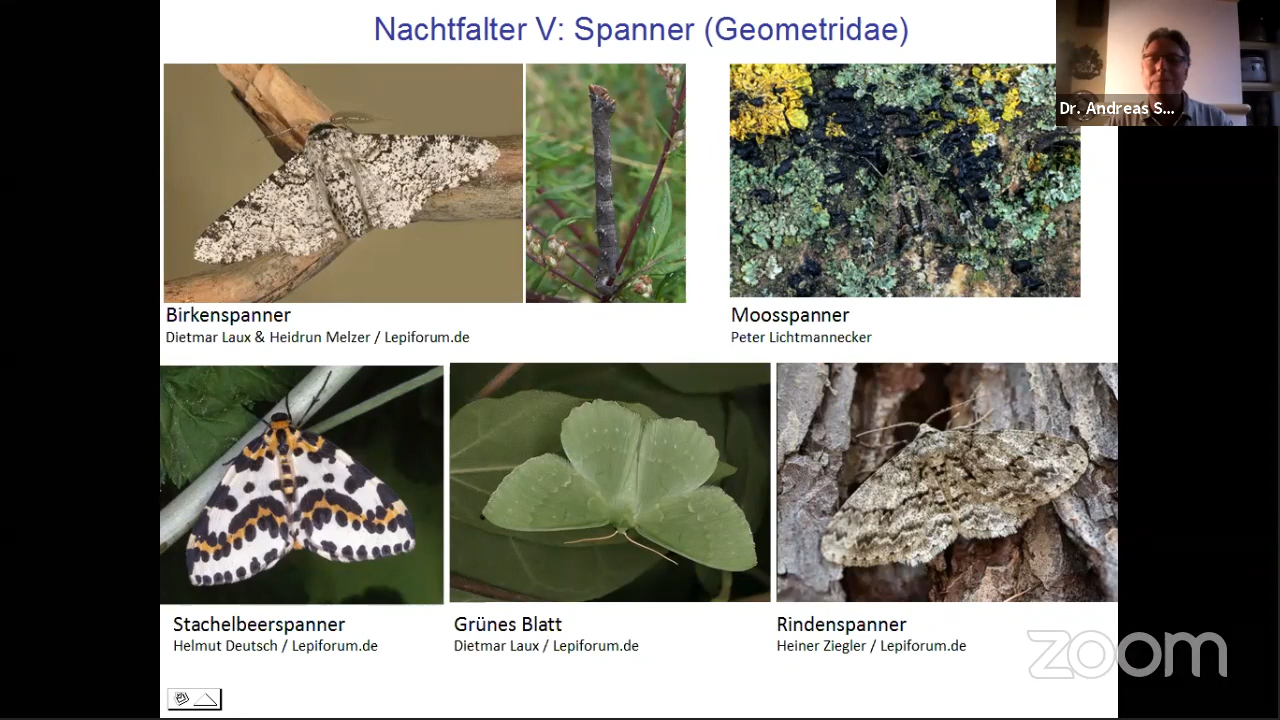 Nachtfalter V: Spanner (Geometridae)
Dr. Andreas S...
Birkenspanner
Dietmar Laux & Heidrun Melzer / Lepiforum.de
Moosspanner
Peter Lichtmannecker
Stachelbeerspanner
Helmut Deutsch / Lepiforum.de
Grünes Blatt
Dietmar Laux / Lepiforum.de
Rindenspanner
Heiner Ziegler / Lepiforum.de
zoom